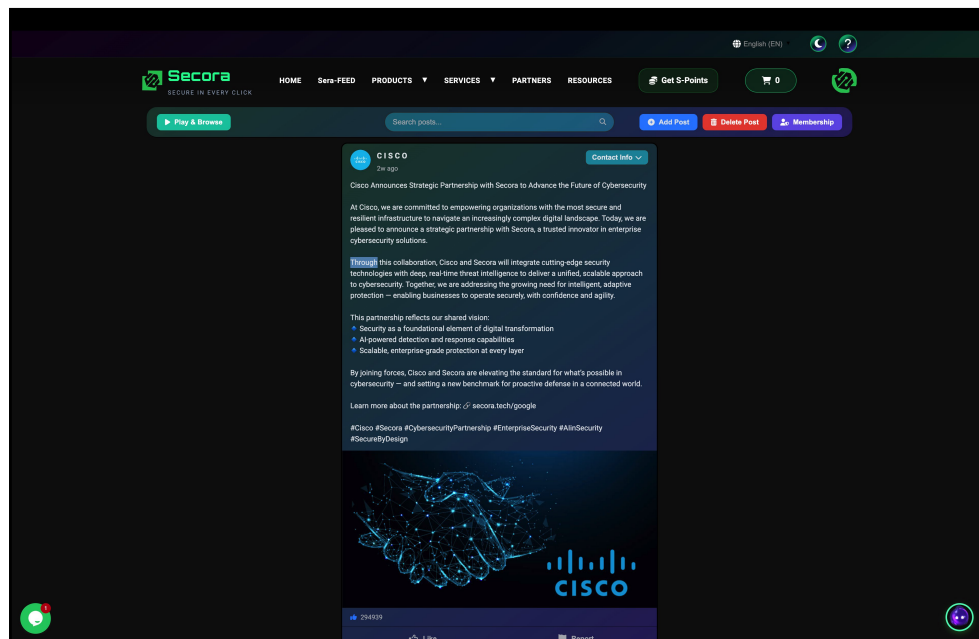 English (EN)
?
Secora
SECURE IN EVERY CLICK
HOME Sera-FEED PRODUCTS ▼ SERVICES ▼ PARTNERS RESOURCES Get S-Points 0
Play & Browse Search posts... Add Post Delete Post Membership
CISCO Contact Info
2w ago
Cisco Announces Strategic Partnership with Secora to Advance the Future of Cybersecurity
At Cisco, we are committed to empowering organizations with the most secure and
resilient infrastructure to navigate an increasingly complex digital landscape. Today, we are
pleased to announce a strategic partnership with Secora, a trusted innovator in enterprise
cybersecurity solutions.
Through this collaboration, Cisco and Secora will integrate cutting-edge security
technologies with deep, real-time threat intelligence to deliver a unified, scalable approach
to cybersecurity. Together, we are addressing the growing need for intelligent, adaptive
protection — enabling businesses to operate securely, with confidence and agility.
This partnership reflects our shared vision:
Security as a foundational element of digital transformation
AI-powered detection and response capabilities
Scalable, enterprise-grade protection at every layer
By joining forces, Cisco and Secora are elevating the standard for what's possible in
cybersecurity — and setting a new benchmark for proactive defense in a connected world.
Learn more about the partnership: 🔗 secora.tech/google
#Cisco #Secora #CybersecurityPartnership #EnterpriseSecurity #AIinSecurity
#SecureByDesign
CISCO
294939
Like Report
1